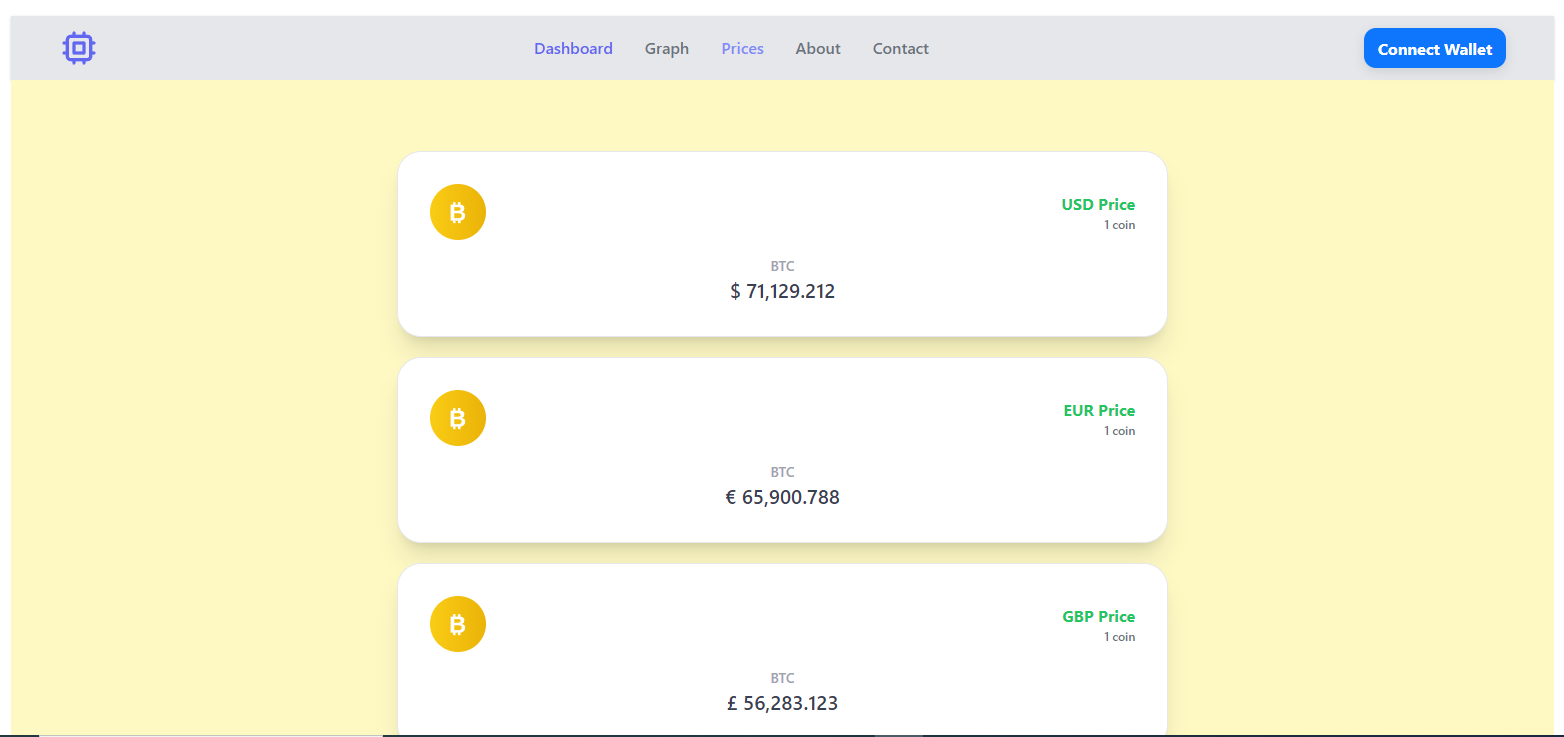 Dashboard Graph Prices About Contact Connect Wallet
USD Price
1 coin
BTC
$ 71,129.212
EUR Price
1 coin
BTC
€ 65,900.788
GBP Price
1 coin
BTC
£ 56,283.123